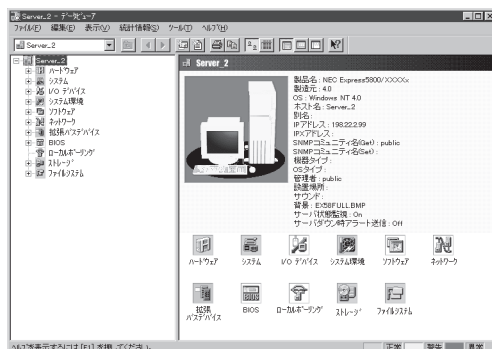 Server_2 - データビューア
ファイル(F) 編集(E) 表示(V) 統計情報(S) ツール(T) ヘルプ(H)
Server_2
Server_2
ハードウェア
システム
I/O デバイス
システム環境
ソフトウェア
ネットワーク
拡張バスデバイス
BIOS
ローカルポーリング
ストレージ
ファイルシステム
Server_2
製品名 : NEC Express5800/XXXXx
製造元 : 4.0
OS : Windows NT 4.0
ホスト名 : Server_2
別名 :
IPアドレス : 198.22.2.99
IPXアドレス :
SNMPコミュニティ名(Get) : public
SNMPコミュニティ名(Set) :
機器タイプ :
OSタイプ :
管理者 : public
設置場所 :
サウンド :
背景 : EX58FULL.BMP
サーバ状態監視 : On
サーバダウン時アラート送信 : Off
ハードウェア システム I/O デバイス システム環境 ソフトウェア ネットワーク
拡張バスデバイス BIOS ローカルポーリング ストレージ ファイルシステム
ヘルプを表示するには [F1] を押してください。
正常 警告 異常